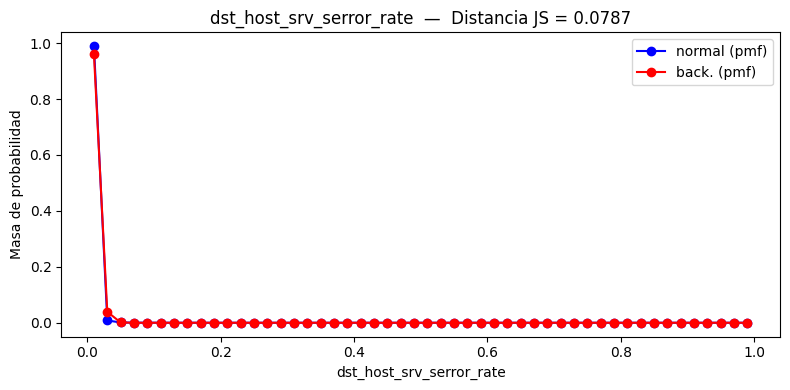 dst_host_srv_serror_rate — Distancia JS = 0.0787
normal (pmf)
back. (pmf)
Masa de probabilidad
1.0
0.8
0.6
0.4
0.2
0.0
0.0 0.2 0.4 0.6 0.8 1.0
dst_host_srv_serror_rate